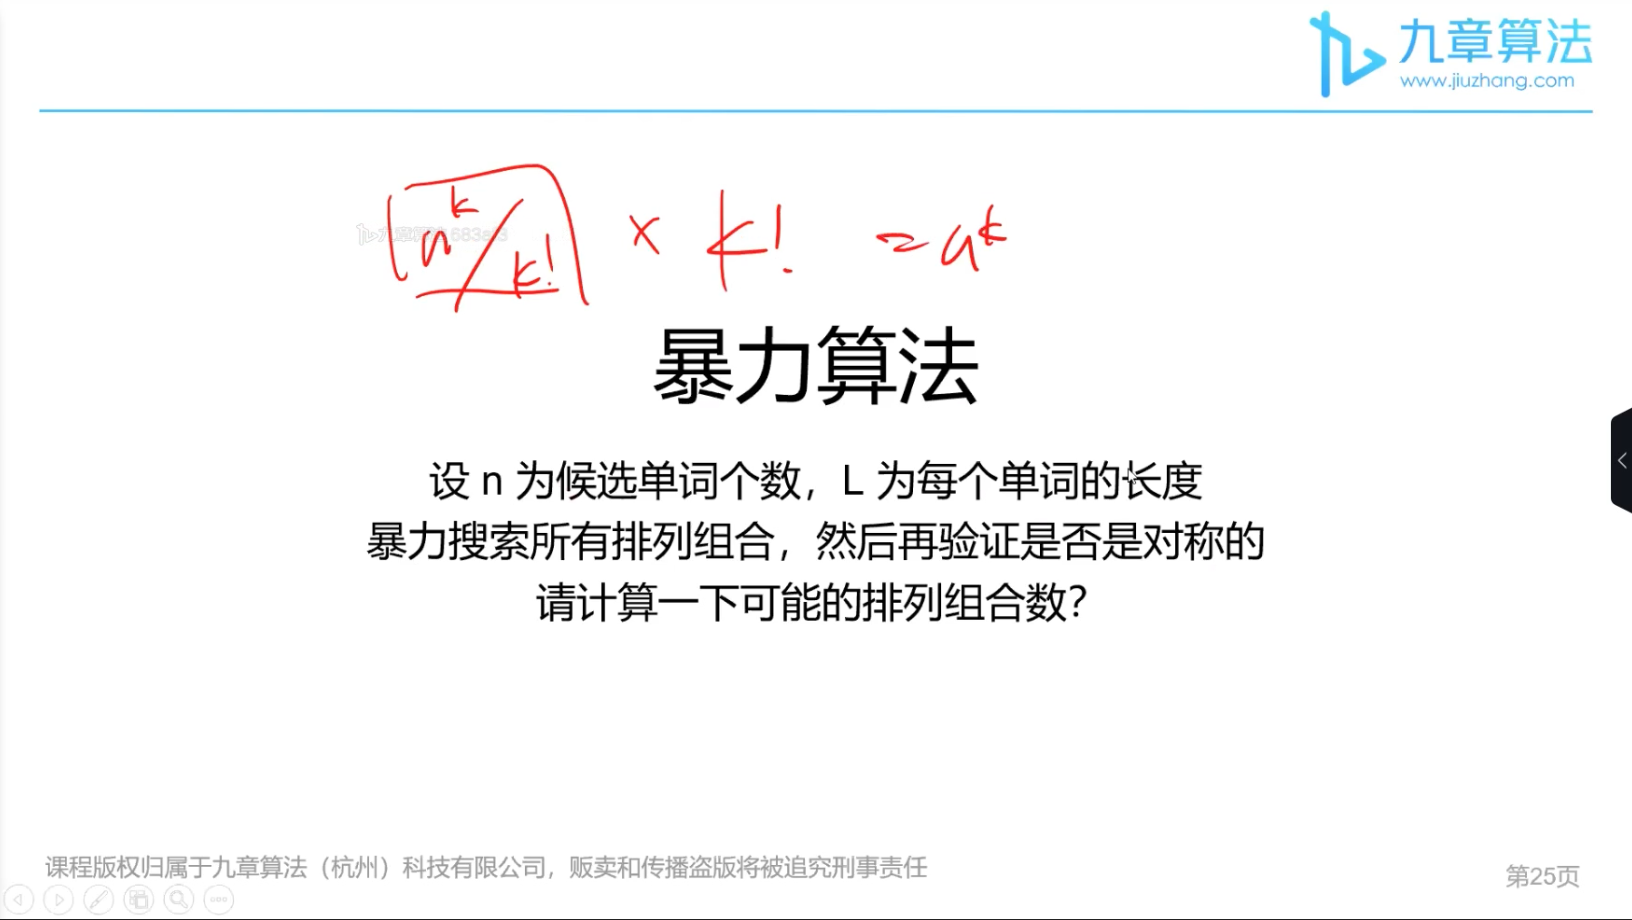 九章算法
www.jiuzhang.com
n^k/k! × k! = n^k
暴力算法
设 n 为候选单词个数，L 为每个单词的长度
暴力搜索所有排列组合，然后再验证是否是对称的
请计算一下可能的排列组合数？
课程版权归属于九章算法（杭州）科技有限公司，贩卖和传播盗版将被追究刑事责任
第25页